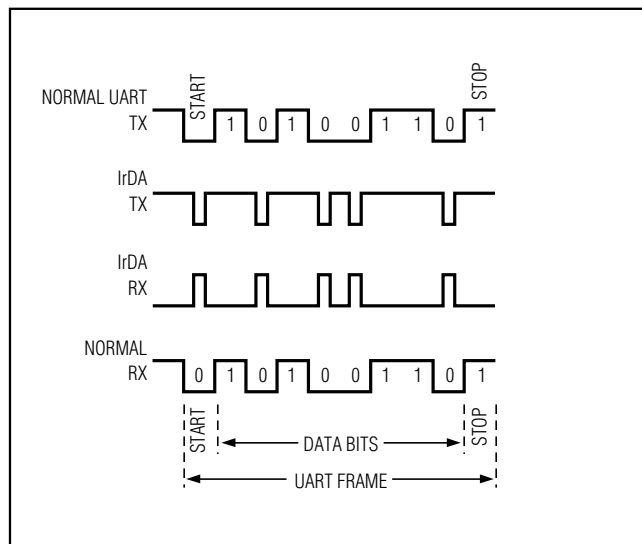 NORMAL UART
TX
START
1 0 1 0 0 1 1 0 1
STOP
IrDA
TX
IrDA
RX
NORMAL
RX
0 1 0 1 0 0 1 1 0 1
START
DATA BITS
STOP
UART FRAME